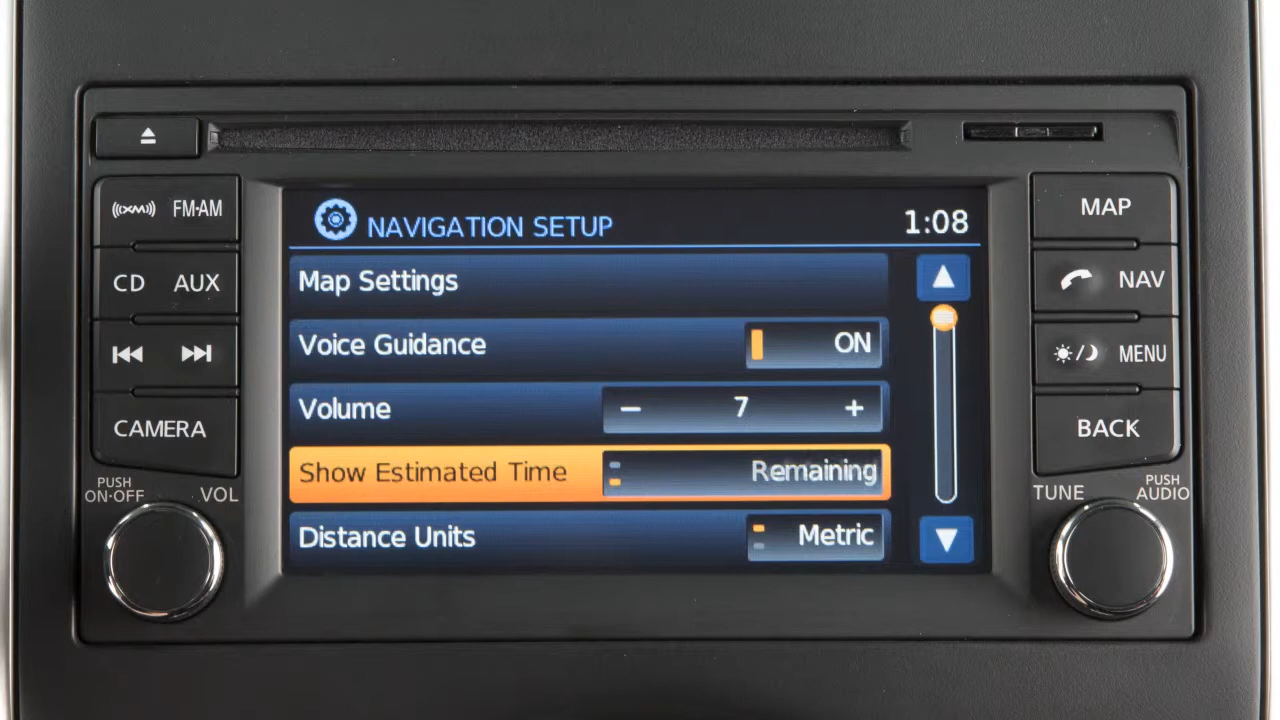 NAVIGATION SETUP 1:08
Map Settings
Voice Guidance ON
Volume – 7 +
Show Estimated Time Remaining
Distance Units Metric
XM FM·AM
CD AUX
CAMERA
PUSH
ON·OFF VOL
MAP
NAV
MENU
BACK
TUNE PUSH
AUDIO